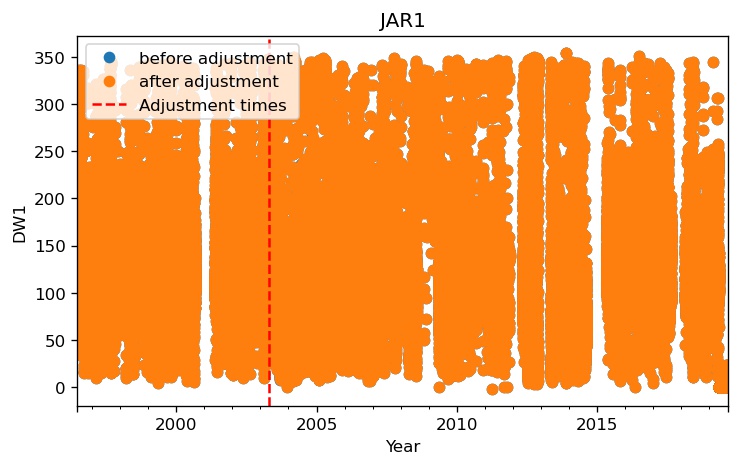 JAR1
before adjustment
after adjustment
Adjustment times
DW1
350
300
250
200
150
100
50
0
2000 2005 2010 2015
Year